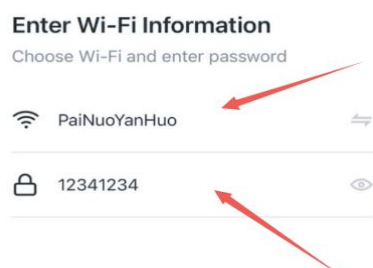 Enter Wi-Fi Information
Choose Wi-Fi and enter password
PaiNuoYanHuo
12341234